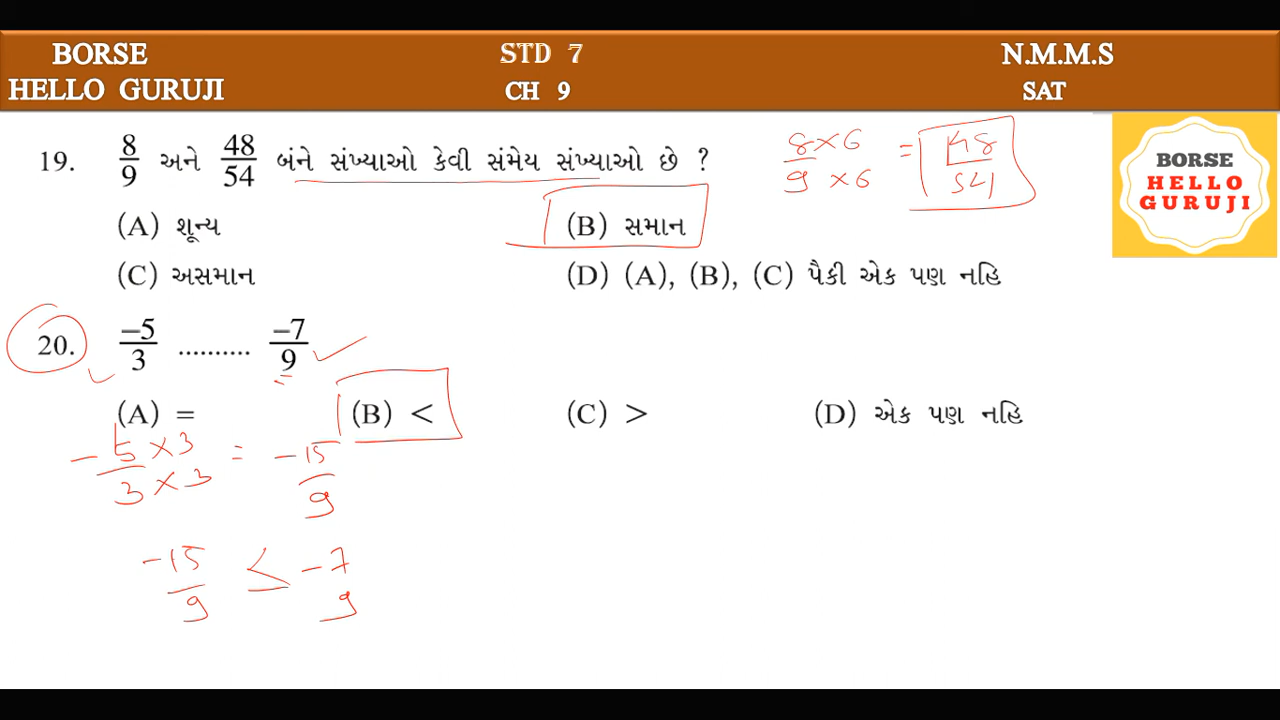 BORSE STD 7 N.M.M.S
HELLO GURUJI CH 9 SAT
BORSE
HELLO
GURUJI
19. 8/9 અને 48/54 બંને સંખ્યાઓ કેવી સંમેય સંખ્યાઓ છે ?
8×6/9×6 = 48/54
(A) શૂન્ય (B) સમાન
(C) અસમાન (D) (A), (B), (C) પૈકી એક પણ નહિ
20. –5/3 .......... –7/9
(A) = (B) < (C) > (D) એક પણ નહિ
–5×3/3×3 = –15/9
–15/9 ≤ –7/9